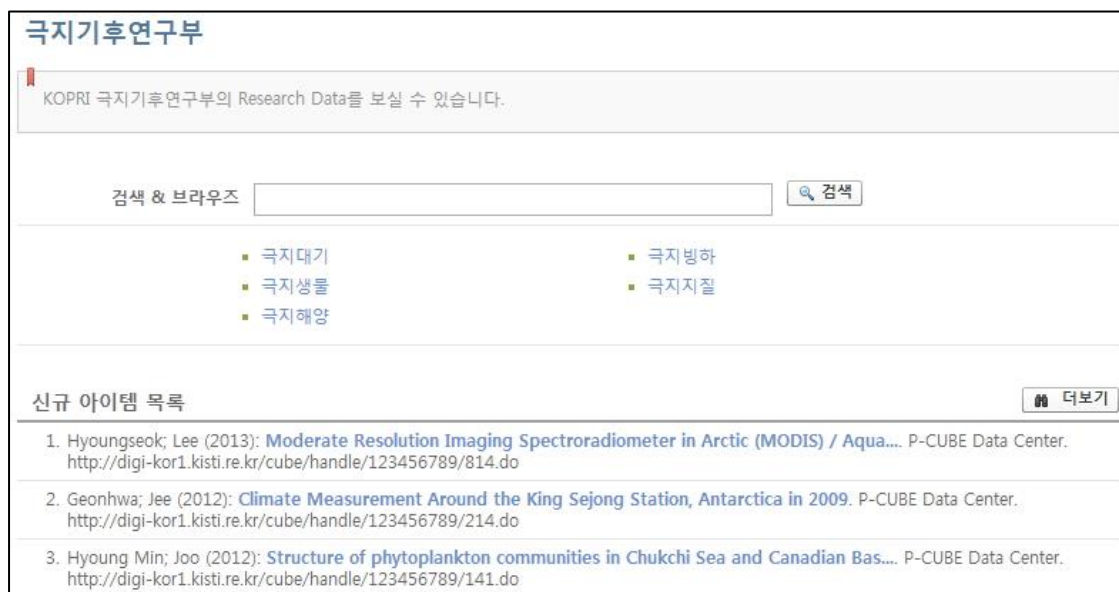 극지기후연구부
KOPRI 극지기후연구부의 Research Data를 보실 수 있습니다.
검색 & 브라우즈 검색
극지대기 극지빙하
극지생물 극지지질
극지해양
신규 아이템 목록 더보기
1. Hyoungseok; Lee (2013): Moderate Resolution Imaging Spectroradiometer in Arctic (MODIS) / Aqua.... P-CUBE Data Center.
http://digi-kor1.kisti.re.kr/cube/handle/123456789/814.do
2. Geonhwa; Jee (2012): Climate Measurement Around the King Sejong Station, Antarctica in 2009. P-CUBE Data Center.
http://digi-kor1.kisti.re.kr/cube/handle/123456789/214.do
3. Hyoung Min; Joo (2012): Structure of phytoplankton communities in Chukchi Sea and Canadian Bas.... P-CUBE Data Center.
http://digi-kor1.kisti.re.kr/cube/handle/123456789/141.do